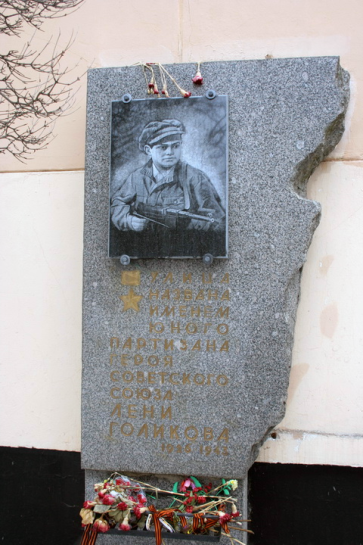 УЛИЦА
НАЗВАНА
ИМЕНЕМ
ЮНОГО
ПАРТИЗАНА
ГЕРОЯ
СОВЕТСКОГО
СОЮЗА
ЛЕНИ
ГОЛИКОВА